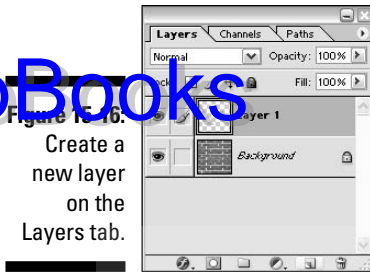 Layers Channels Paths
Normal Opacity: 100%
Lock: Fill: 100%
Layer 1
Background
oBooks
Figure 15-16:
Create a
new layer
on the
Layers tab.